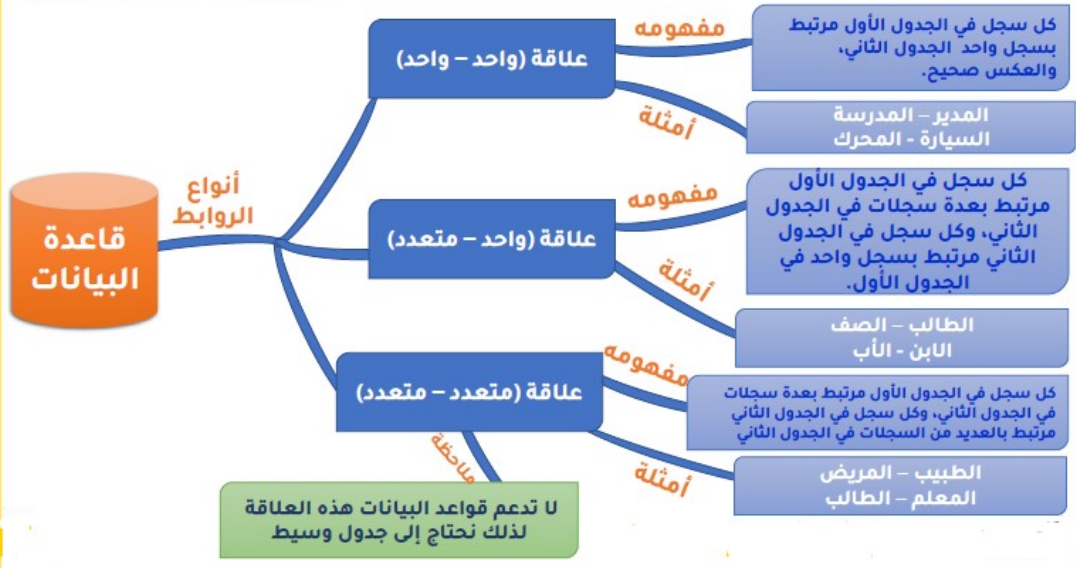 قاعدة
البيانات
أنواع
الروابط
علاقة (واحد – واحد)
مفهومه
كل سجل في الجدول الأول مرتبط
بسجل واحد الجدول الثاني،
والعكس صحيح.
أمثلة
المدير – المدرسة
السيارة - المحرك
علاقة (واحد – متعدد)
مفهومه
كل سجل في الجدول الأول
مرتبط بعدة سجلات في الجدول
الثاني، وكل سجل في الجدول
الثاني مرتبط بسجل واحد في
الجدول الأول.
أمثلة
الطالب – الصف
الابن - الأب
علاقة (متعدد – متعدد)
مفهومه
كل سجل في الجدول الأول مرتبط بعدة سجلات
في الجدول الثاني، وكل سجل في الجدول الثاني
مرتبط بالعديد من السجلات في الجدول الثاني
أمثلة
الطبيب – المريض
المعلم – الطالب
ملاحظة
لا تدعم قواعد البيانات هذه العلاقة
لذلك نحتاج إلى جدول وسيط